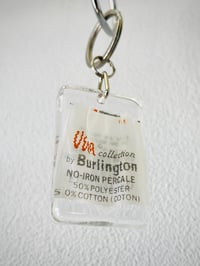 Vera collection
by Burlington
NO-IRON PERCALE
50% POLYESTER
0% COTTON (COTON)